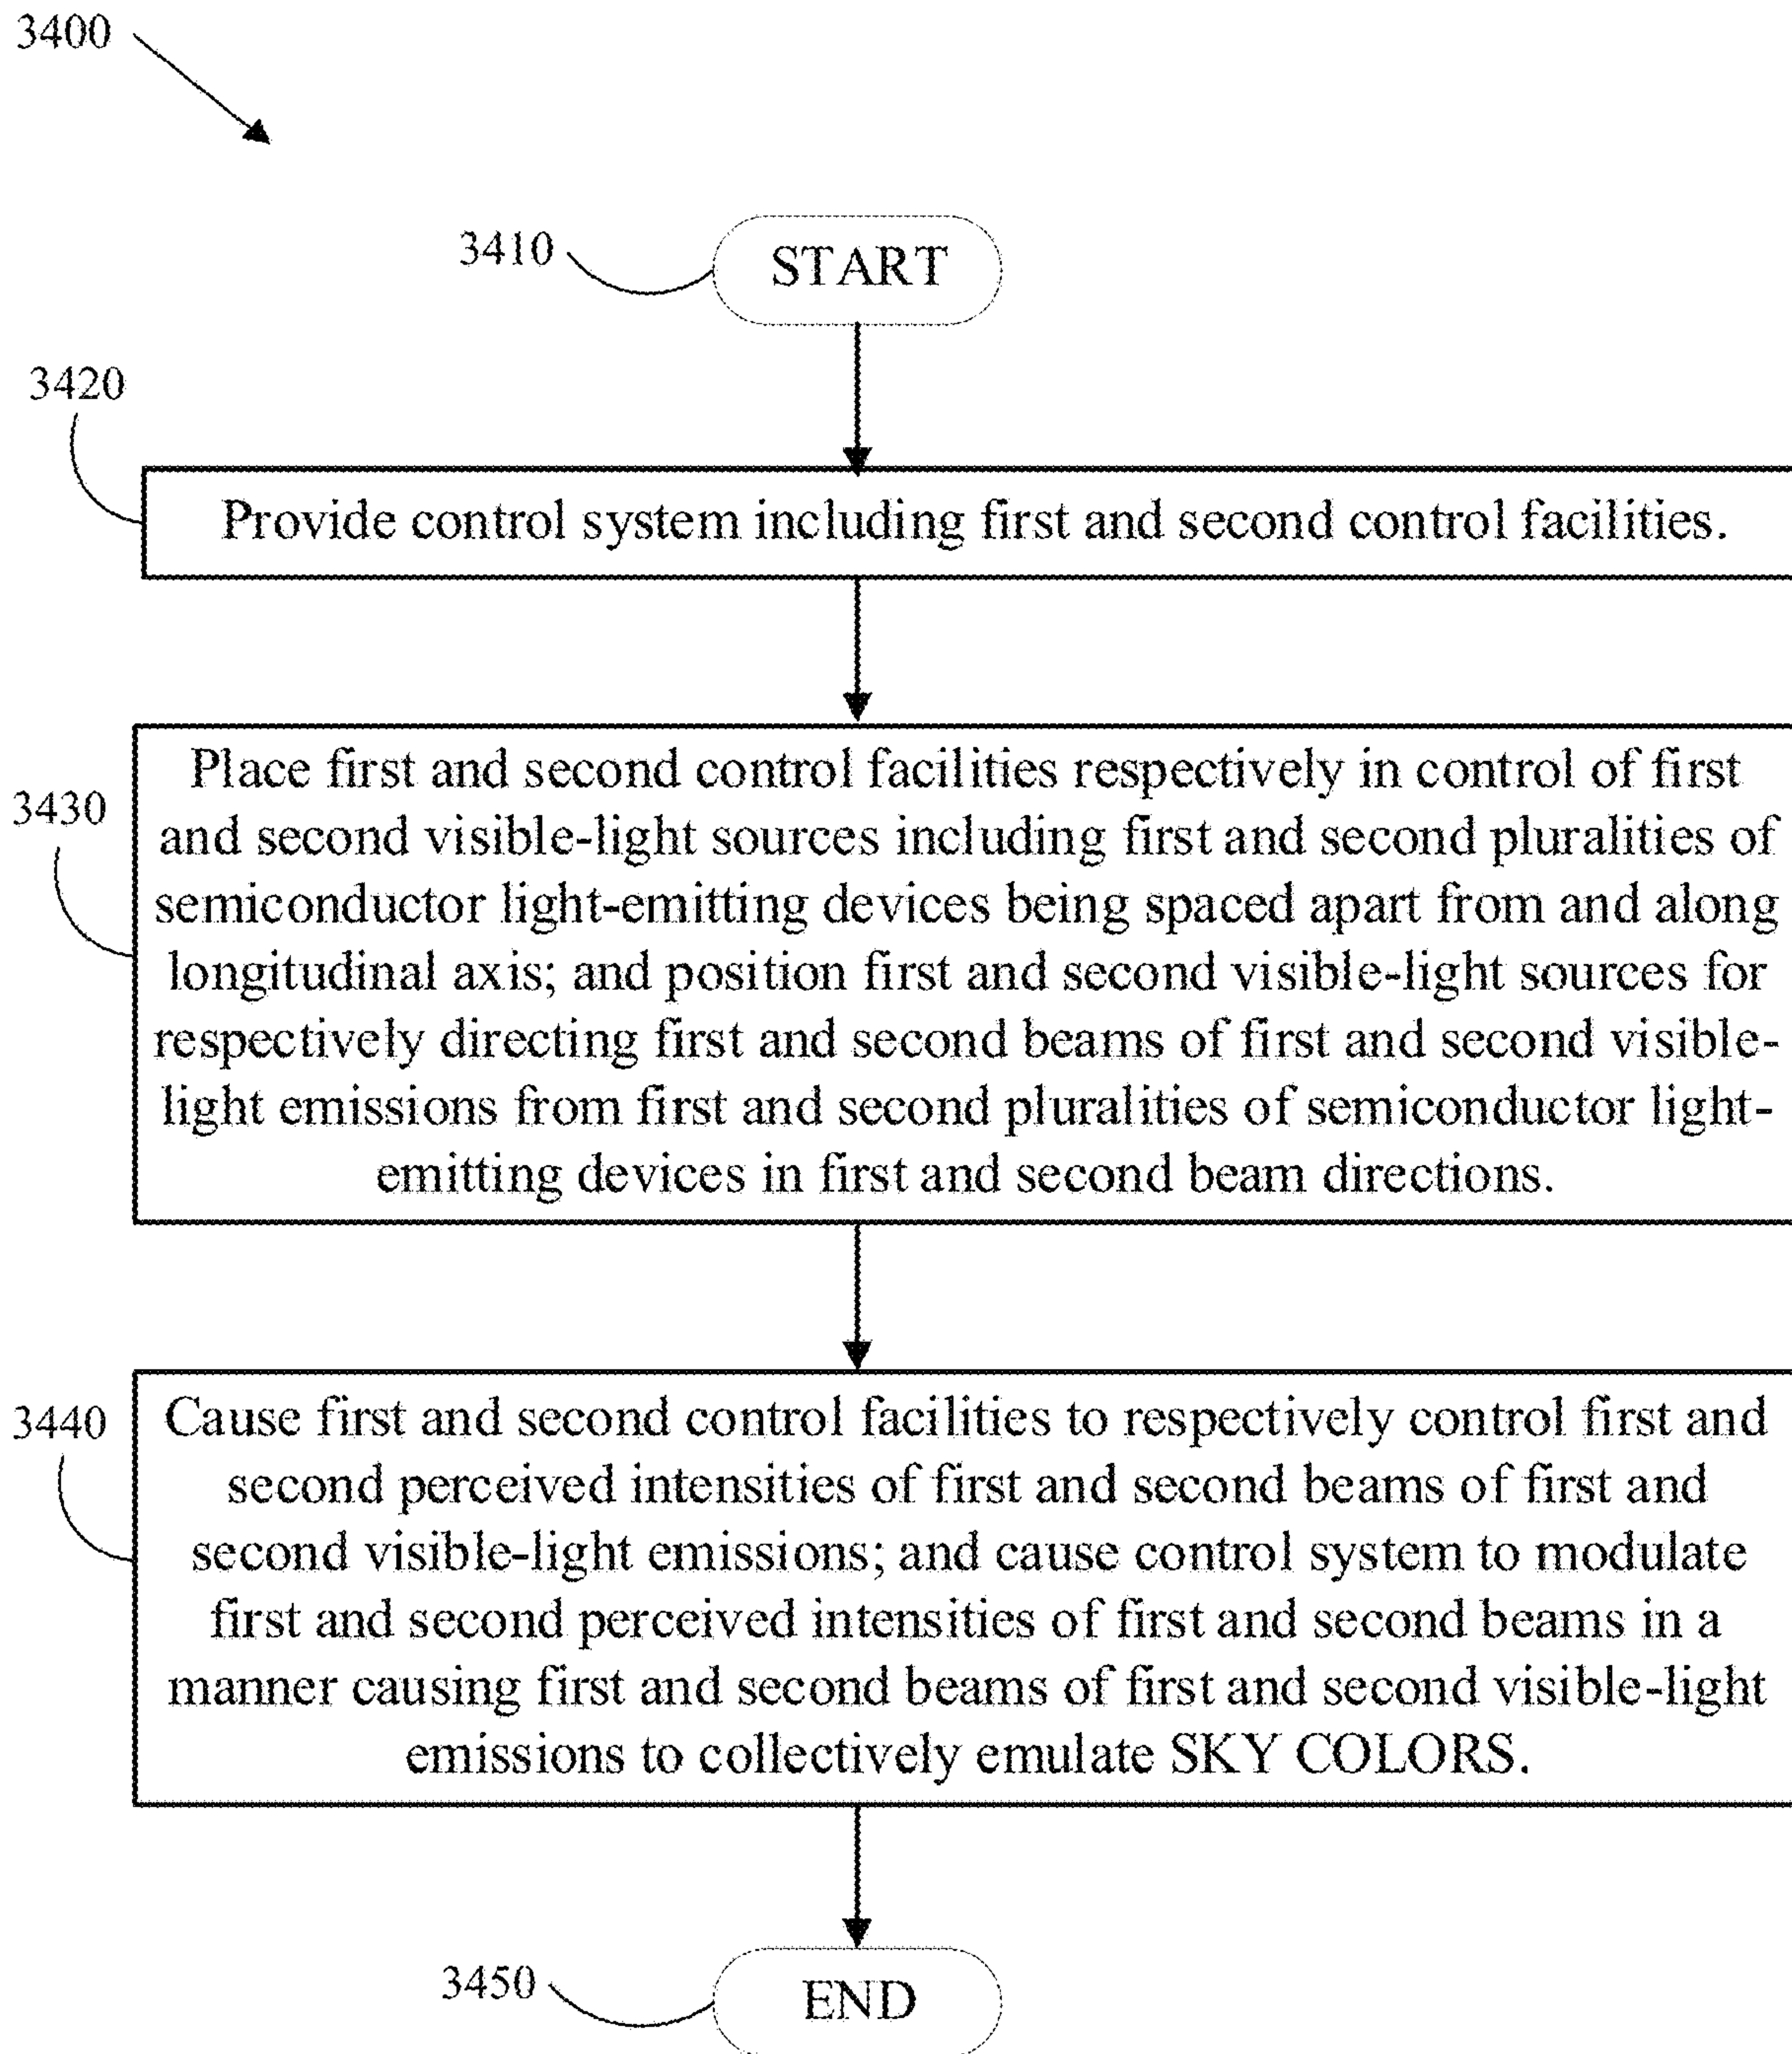 3400
3410
START
3420
Provide control system including first and second control facilities.
3430
Place first and second control facilities respectively in control of first
and second visible-light sources including first and second pluralities of
semiconductor light-emitting devices being spaced apart from and along
longitudinal axis; and position first and second visible-light sources for
respectively directing first and second beams of first and second visible-
light emissions from first and second pluralities of semiconductor light-
emitting devices in first and second beam directions.
3440
Cause first and second control facilities to respectively control first and
second perceived intensities of first and second beams of first and
second visible-light emissions; and cause control system to modulate
first and second perceived intensities of first and second beams in a
manner causing first and second beams of first and second visible-light
emissions to collectively emulate SKY COLORS.
3450
END